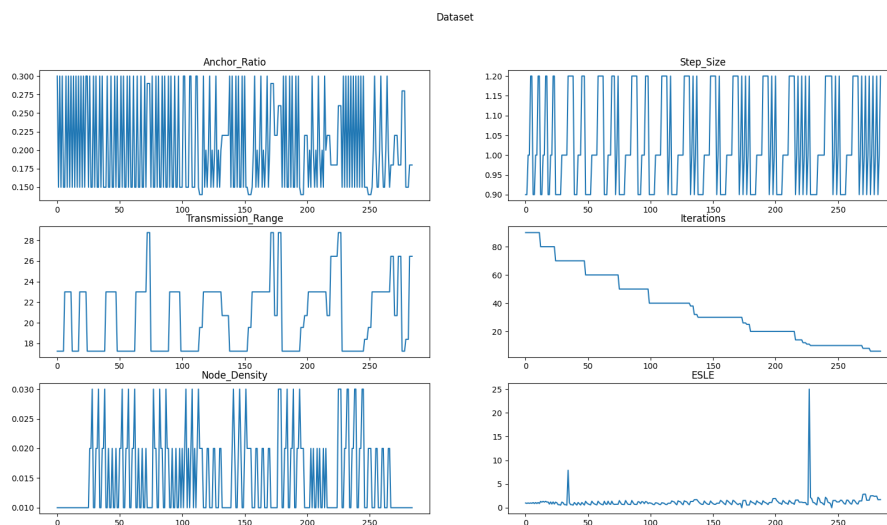 Dataset
Anchor_Ratio
0.300
0.275
0.250
0.225
0.200
0.175
0.150
0 50 100 150 200 250
Step_Size
1.20
1.15
1.10
1.05
1.00
0.95
0.90
0 50 100 150 200 250
Transmission_Range
28
26
24
22
20
18
0 50 100 150 200 250
Iterations
80
60
40
20
0 50 100 150 200 250
Node_Density
0.030
0.025
0.020
0.015
0.010
0 50 100 150 200 250
ESLE
25
20
15
10
5
0
0 50 100 150 200 250